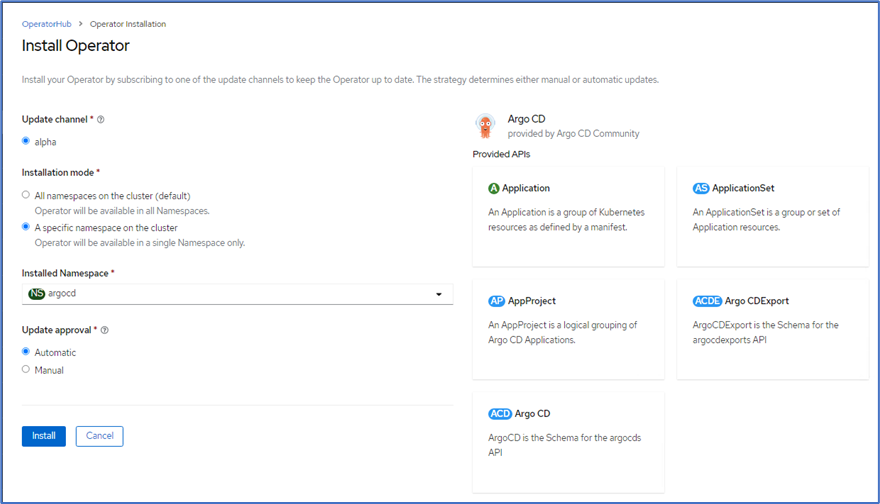 OperatorHub > Operator Installation
Install Operator
Install your Operator by subscribing to one of the update channels to keep the Operator up to date. The strategy determines either manual or automatic updates.
Update channel *
alpha
Installation mode *
All namespaces on the cluster (default)
Operator will be available in all Namespaces.
A specific namespace on the cluster
Operator will be available in a single Namespace only.
Installed Namespace *
NS argocd
Update approval *
Automatic
Manual
Install Cancel
Argo CD
provided by Argo CD Community
Provided APIs
A Application
An Application is a group of Kubernetes
resources as defined by a manifest.
AS ApplicationSet
An ApplicationSet is a group or set of
Application resources.
AP AppProject
An AppProject is a logical grouping of
Argo CD Applications.
ACDE Argo CDExport
ArgoCDExport is the Schema for the
argocdexports API
ACD Argo CD
ArgoCD is the Schema for the argocds
API